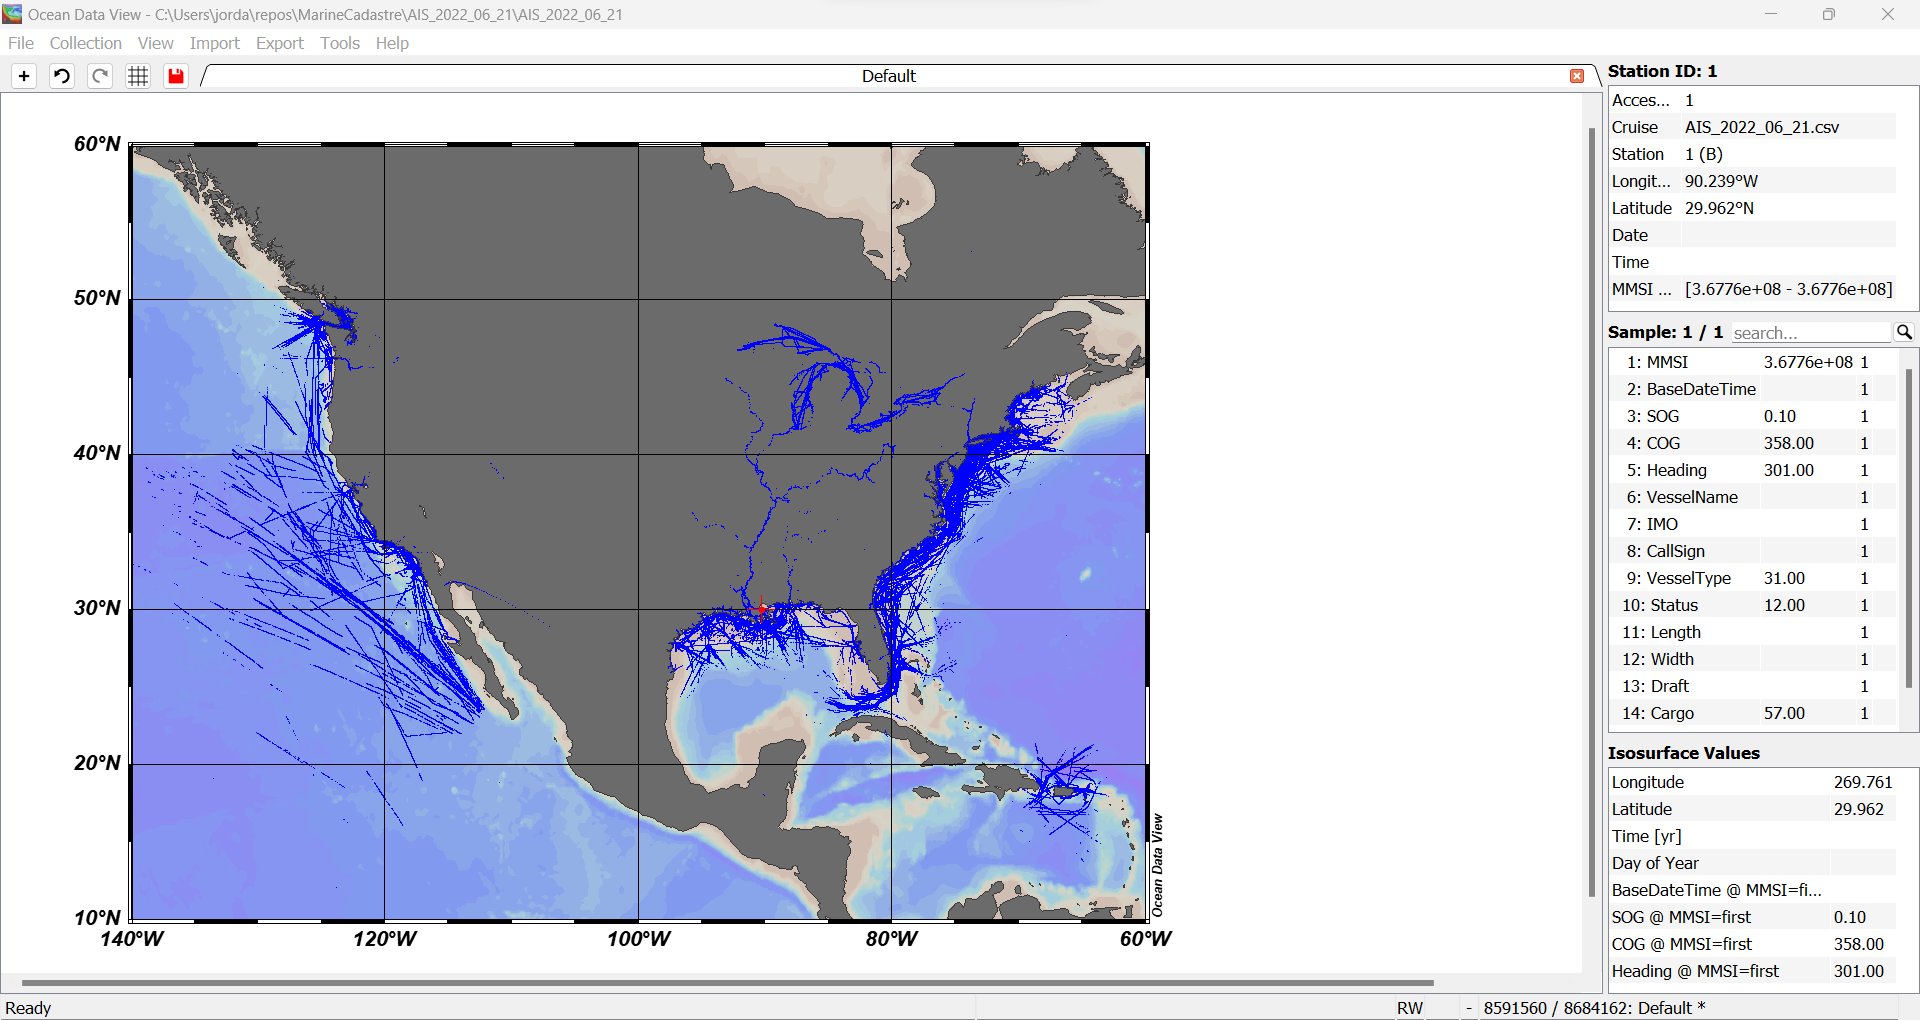 Ocean Data View - C:\Users\jorda\repos\MarineCadastre\AIS_2022_06_21\AIS_2022_06_21
File Collection View Import Export Tools Help
+ Default
60°N
50°N
40°N
30°N
20°N
10°N
140°W 120°W 100°W 80°W 60°W
Ocean Data View
Station ID: 1
Acces... 1
Cruise AIS_2022_06_21.csv
Station 1 (B)
Longit... 90.239°W
Latitude 29.962°N
Date
Time
MMSI ... [3.6776e+08 - 3.6776e+08]
Sample: 1 / 1 search...
1: MMSI 3.6776e+08 1
2: BaseDateTime 1
3: SOG 0.10 1
4: COG 358.00 1
5: Heading 301.00 1
6: VesselName 1
7: IMO 1
8: CallSign 1
9: VesselType 31.00 1
10: Status 12.00 1
11: Length 1
12: Width 1
13: Draft 1
14: Cargo 57.00 1
Isosurface Values
Longitude 269.761
Latitude 29.962
Time [yr]
Day of Year
BaseDateTime @ MMSI=fi...
SOG @ MMSI=first 0.10
COG @ MMSI=first 358.00
Heading @ MMSI=first 301.00
Ready RW - 8591560 / 8684162: Default *